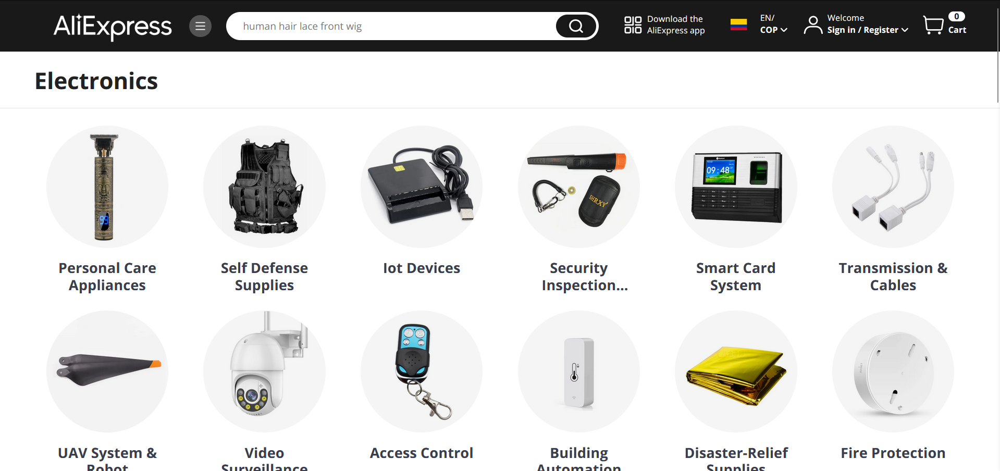 AliExpress
human hair lace front wig
Download the
AliExpress app
EN/
COP
Welcome
Sign in / Register
0
Cart
Electronics
99
SHRXY
09:48
Personal Care
Appliances
Self Defense
Supplies
Iot Devices
Security
Inspection...
Smart Card
System
Transmission &
Cables
UAV System &
Robot
Video
Surveillance
Access Control
Building
Automation
Disaster-Relief
Supplies
Fire Protection